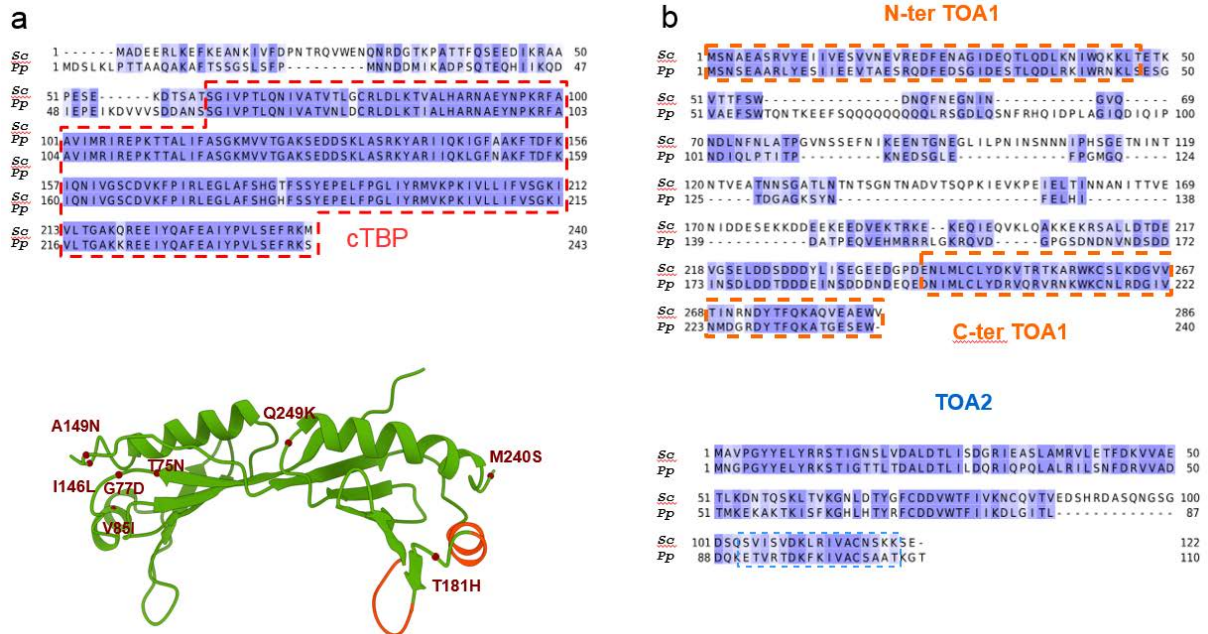 a
Sc 1 ------MADEERLKEFKEANKIVFDPNTRQVWENQNRDGTKPATTFQSEEDIKRAA 50
Pp 1 MDSLKLPTTAAQAKAFTSSGSLSFP---------MNNDDMIKADPSQTEQHIIKQD 47
Sc 51 PESE------KDTSATSGIVPTLQNIVATVTLGCRLDLKTVALHARNAEYNPKRFA 100
Pp 48 IEPEIKDVVVSDDANSSGIVPTLQNIVATVNLDCRLDLKTIALHARNAEYNPKRFA 103
Sc 101 AVIMRIREPKTTALIFASGKMVVTGAKSEDDSKLASRKYARIIQKIGFAAKFTDFK 156
Sc 104 AVIMRIREPKTTALIFASGKMVVTGAKSEDDSKLASRKYARIIQKLGFNAKFTDFK 159
Sc 157 IQNIVGSCDVKFPIRLEGLAFSHGTFSSYEPELFPGLIYRMVKPKIVLLIFVSGKI 212
Pp 160 IQNIVGSCDVKFPIRLEGLAFSHGHFSSYEPELFPGLIYRMVKPKIVLLIFVSGKI 215
Sc 213 VLTGAKQREEIYQAFEAIYPVLSEFRKM 240
Pp 216 VLTGAKKREEIYQAFEAIYPVLSEFRKS 243
cTBP
A149N
I146L
T75N
G77D
V85I
Q249K
M240S
T181H
b
N-ter TOA1
Sc 1 MSNAEASRVYEIIVESVVNEVREDFENAGIDEQTLQDLKNIWQKKLTETK 50
Pp 1 MSNSEAARLYESIIEEVTAESRQDFEDSGIDESTLQDLRKIWRNKLSESG 50
Sc 51 VTTFSW--------------DNQFNEGNIN-------------GVQ---- 69
Pp 51 VAEFSWTQNTKEEFSQQQQQQQQLRSGDLQSNFRHQIDPLAGIQDIQIP 100
Sc 70 NDLNFNLATPGVNSSEFNIKEENTGNEGLILPNINSNNNIPHSGETNINT 119
Pp 101 NDIQLPTITP---------KNEDSGLE-----------FPGMGQ------ 124
Sc 120 NTVEATNNSGATLNTNTSGNTNADVTSQPKIEVKPEIELTINNANITTVE 169
Pp 125 -----TDGAGKSYN----------------------FELHI--------- 138
Sc 170 NIDDESEKKDDEEKEEDVEKTRKE--KEQIEQVKLQAKKEKRSALLDTDE 217
Pp 139 ------------DATPEQVEHMRRRLGKRQVD----GPGSDNDNVNDSDD 172
Sc 218 VGSELDDSDDDYLISEGEEDGPDENLMLCLYDKVTRTKARWKCSLKDGVV 267
Pp 173 INSDLDDTDDDEINSDDDNDEQEDNIMLCLYDRVQRVRNKWKCNLRDGIV 222
Sc 268 TINRNDYTFQKAQVEAEWV 286
Pp 223 NMDGRDYTFQKATGESEW- 240
C-ter TOA1
TOA2
Sc 1 MAVPGYYELYRRSTIGNSLVDALDTLISDGRIEASLAMRVLETFDKVVAE 50
Pp 1 MNGPGYYELYRRSTIGTTLTDALDTLILDQRIQPQLALRILSNFDRVVAD 50
Sc 51 TLKDNTQSKLTVKGNLDTYGFCDDVWTFIVKNCQVTVEDSHRDASQNGSG 100
Pp 51 TMKEKAKTKISFKGHLHTYRFCDDVWTFIIKDLGITL------------- 87
Sc 101 DSQSVISVDKLRIVACNSKKSE- 122
Pp 88 DQKETVRTDKFKIVACSAATKGT 110